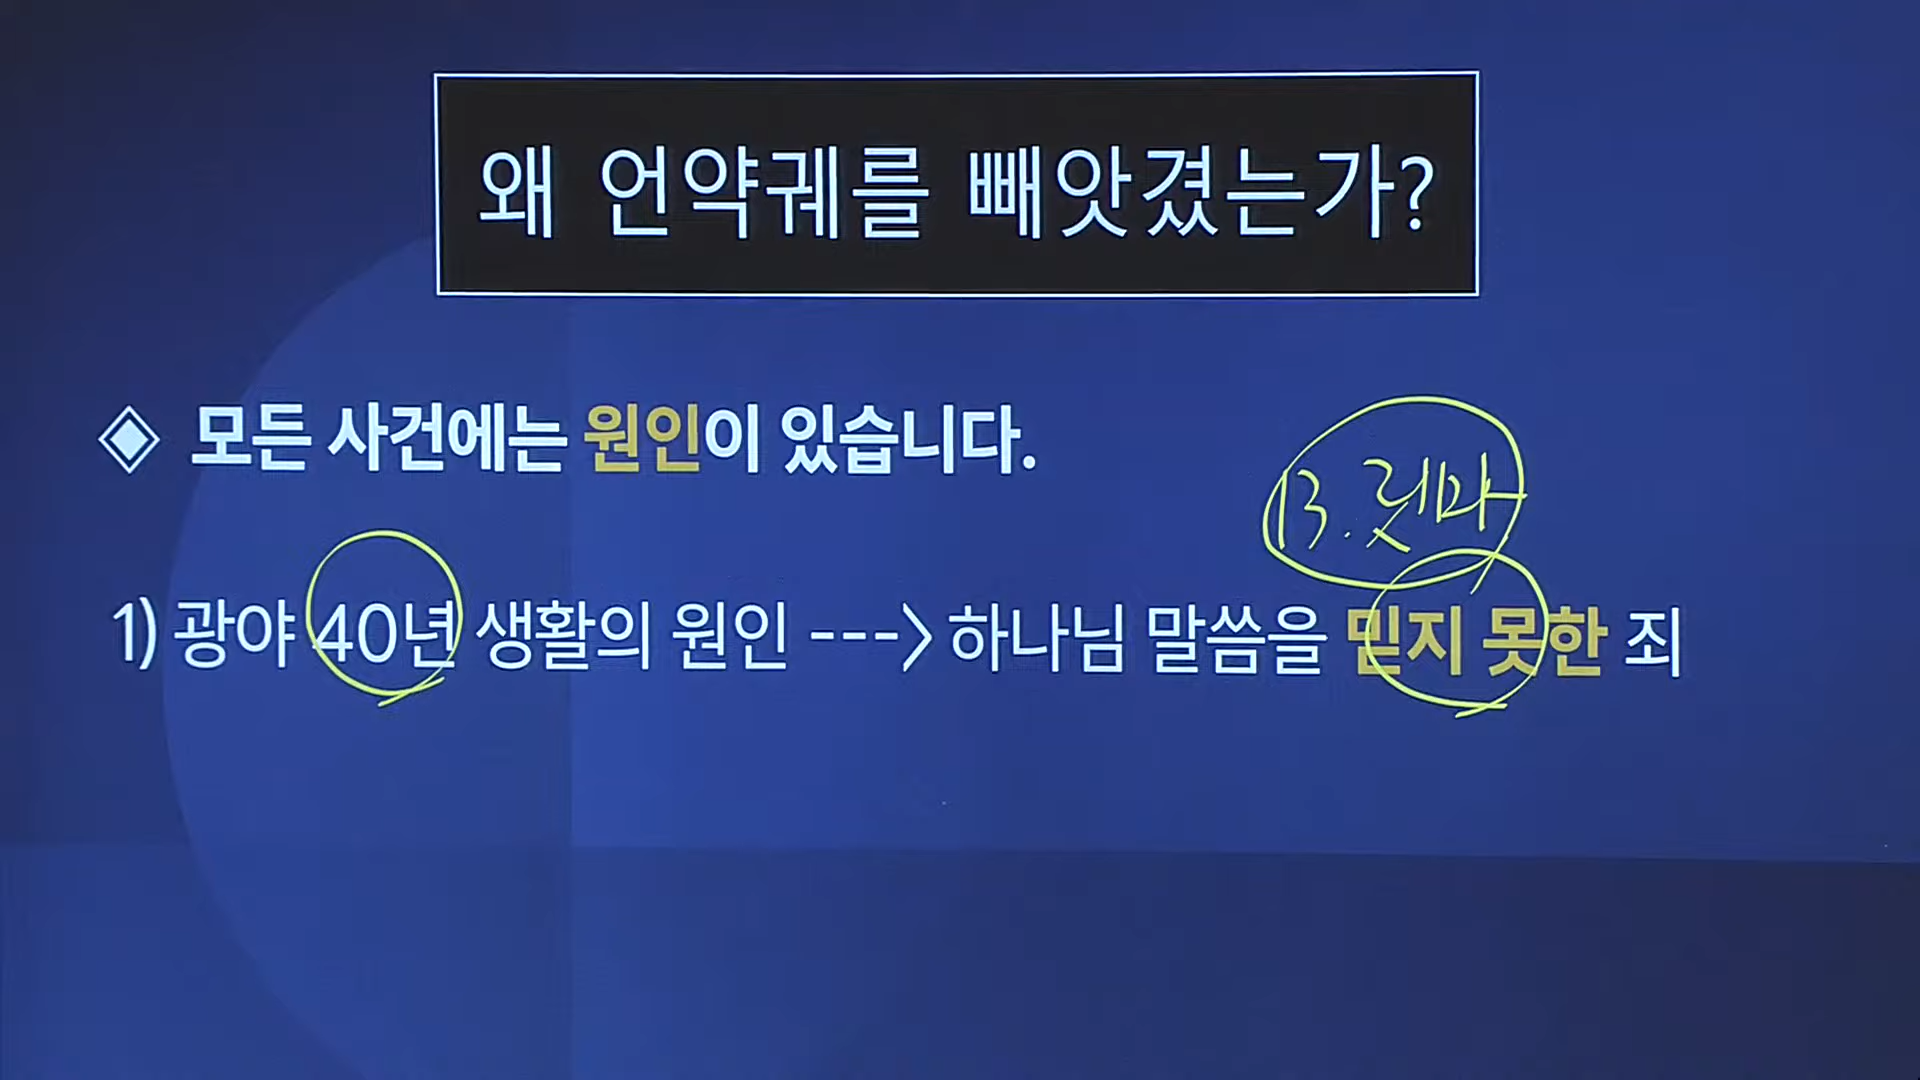 왜 언약궤를 빼앗겼는가?
◈ 모든 사건에는 원인이 있습니다.
13. 릿마
1) 광야 40년 생활의 원인 ---> 하나님 말씀을 믿지 못한 죄